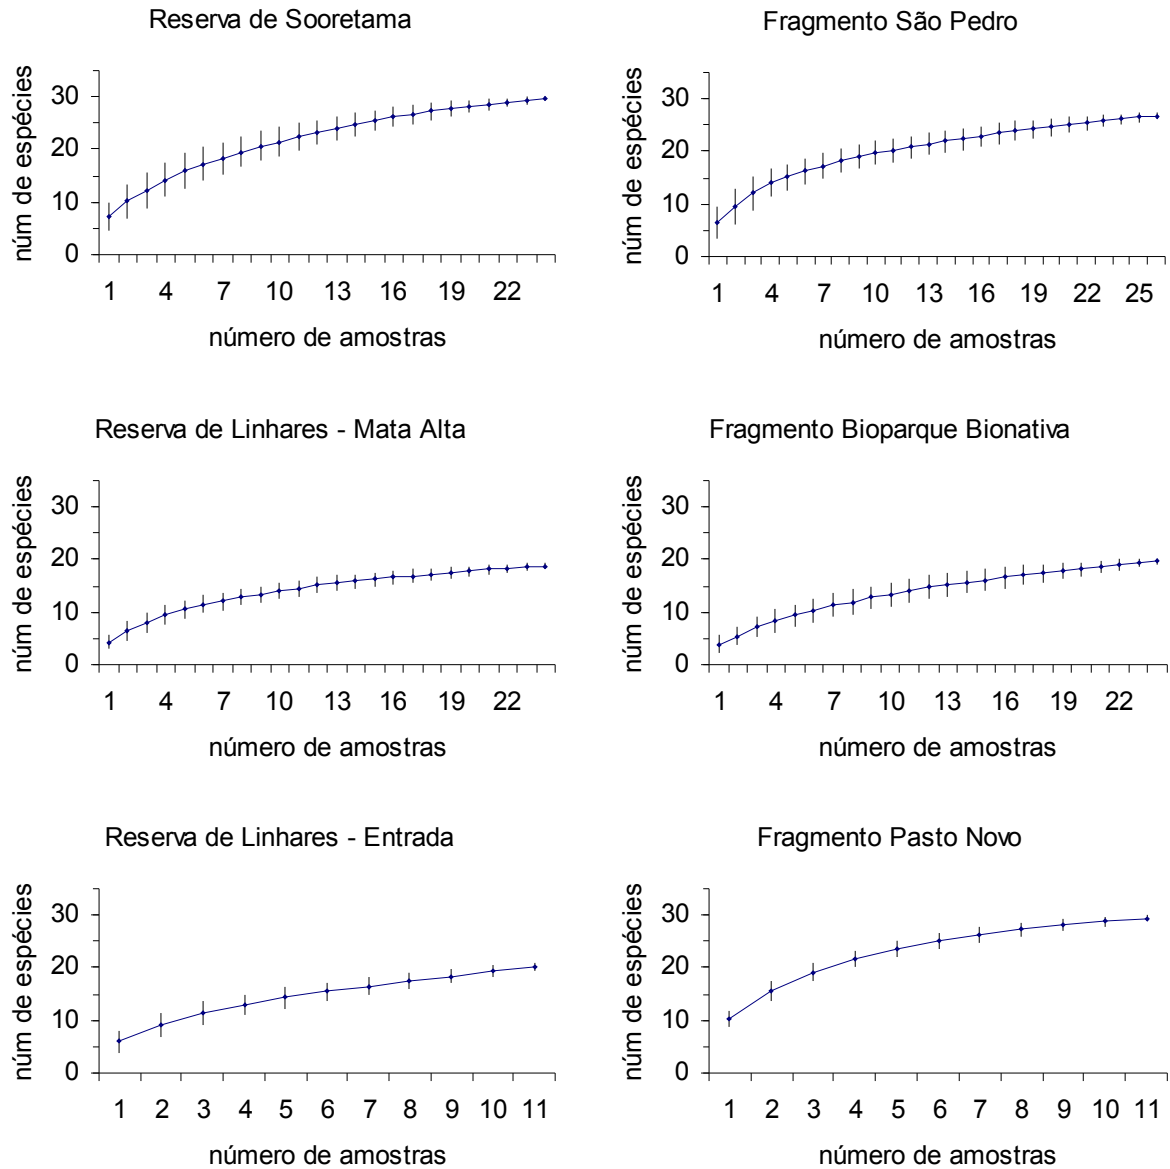 Reserva de Sooretama
núm de espécies
30
20
10
0
1 4 7 10 13 16 19 22
número de amostras
Fragmento São Pedro
núm de espécies
30
20
10
0
1 4 7 10 13 16 19 22 25
número de amostras
Reserva de Linhares - Mata Alta
núm de espécies
30
20
10
0
1 4 7 10 13 16 19 22
número de amostras
Fragmento Bioparque Bionativa
núm de espécies
30
20
10
0
1 4 7 10 13 16 19 22
número de amostras
Reserva de Linhares - Entrada
núm de espécies
30
20
10
0
1 2 3 4 5 6 7 8 9 10 11
número de amostras
Fragmento Pasto Novo
núm de espécies
30
20
10
0
1 2 3 4 5 6 7 8 9 10 11
número de amostras